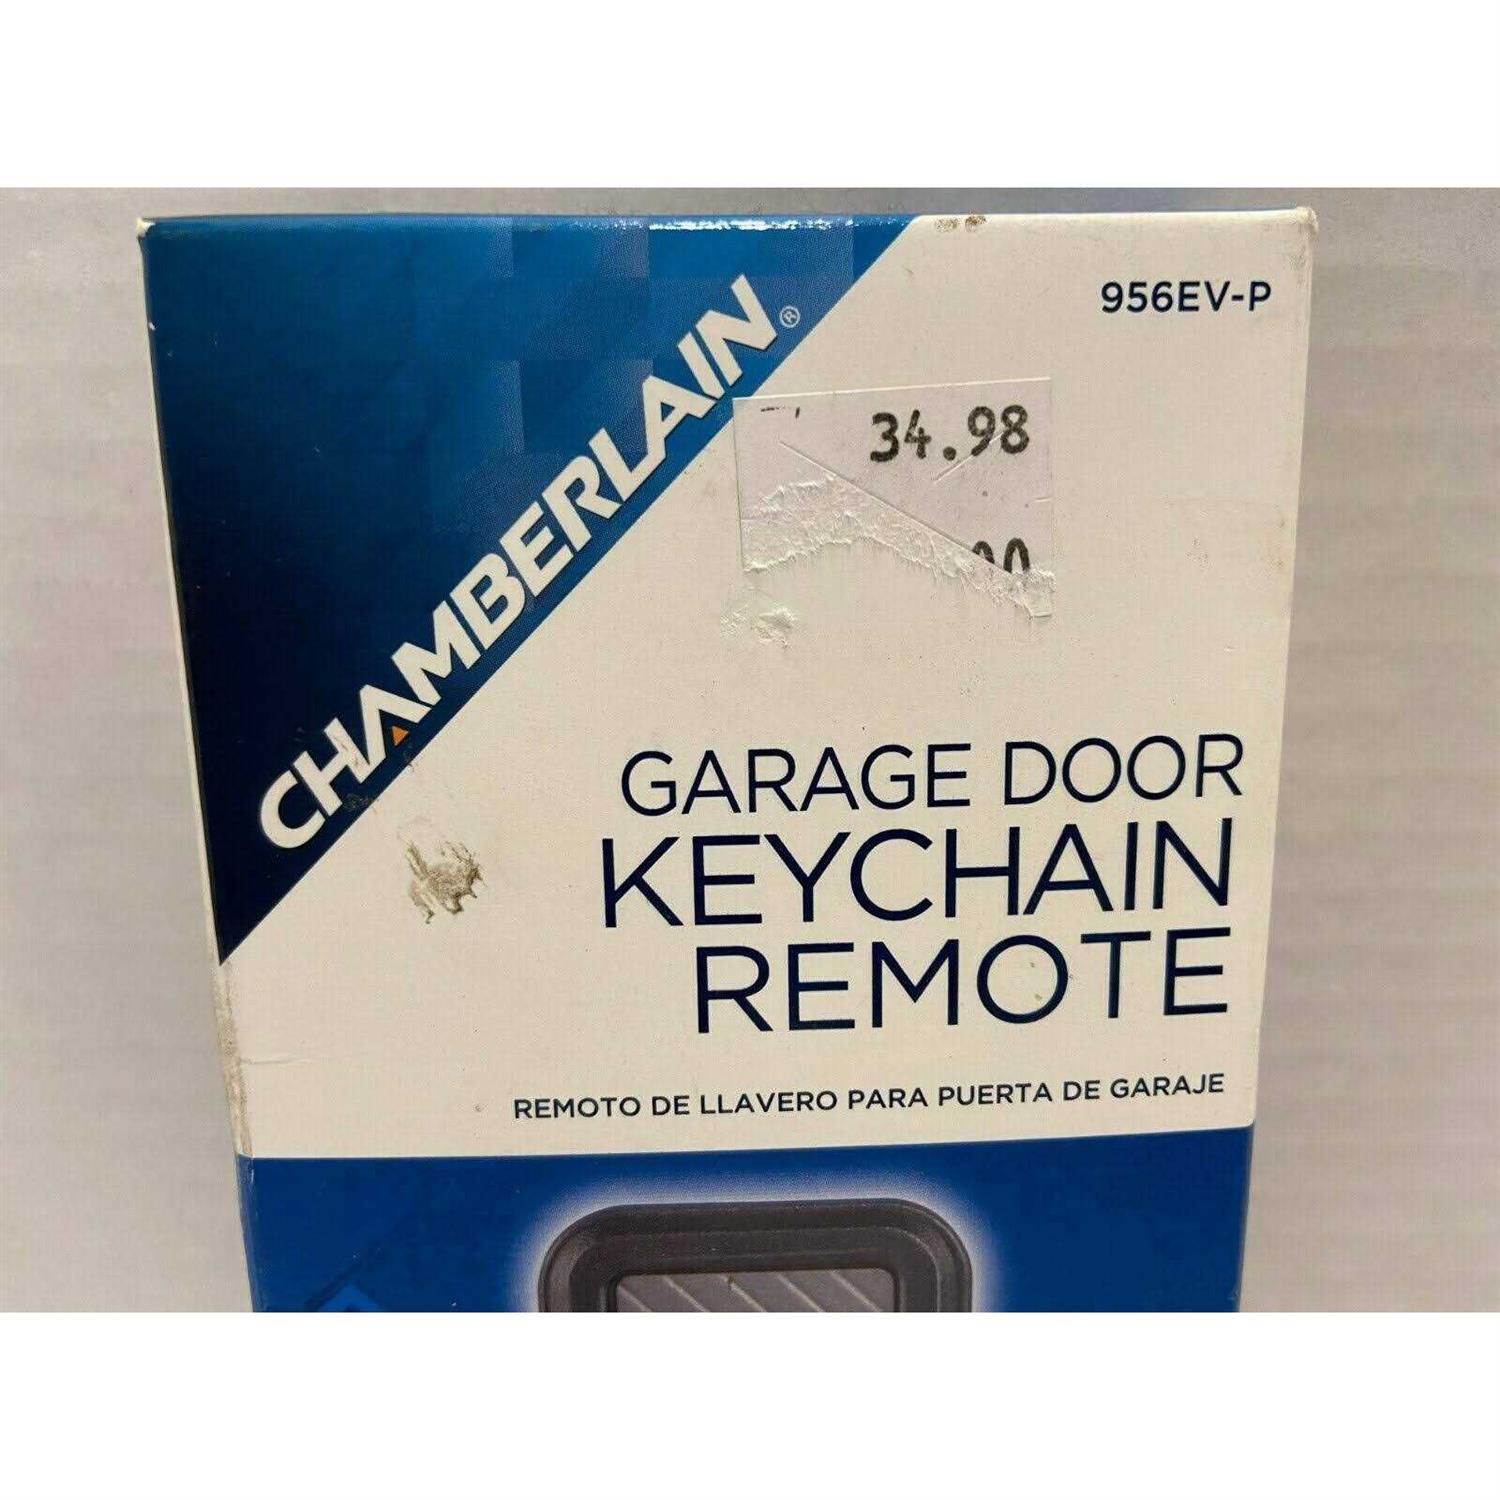 CHAMBERLAIN®
956EV-P
34.98
GARAGE DOOR
KEYCHAIN
REMOTE
REMOTO DE LLAVERO PARA PUERTA DE GARAJE